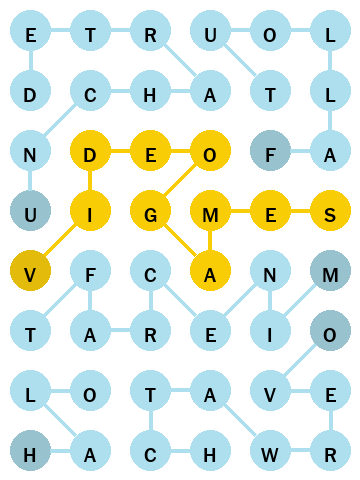 E T R U O L
D C H A T L
N D E O F A
U I G M E S
V F C A N M
T A R E I O
L O T A V E
H A C H W R